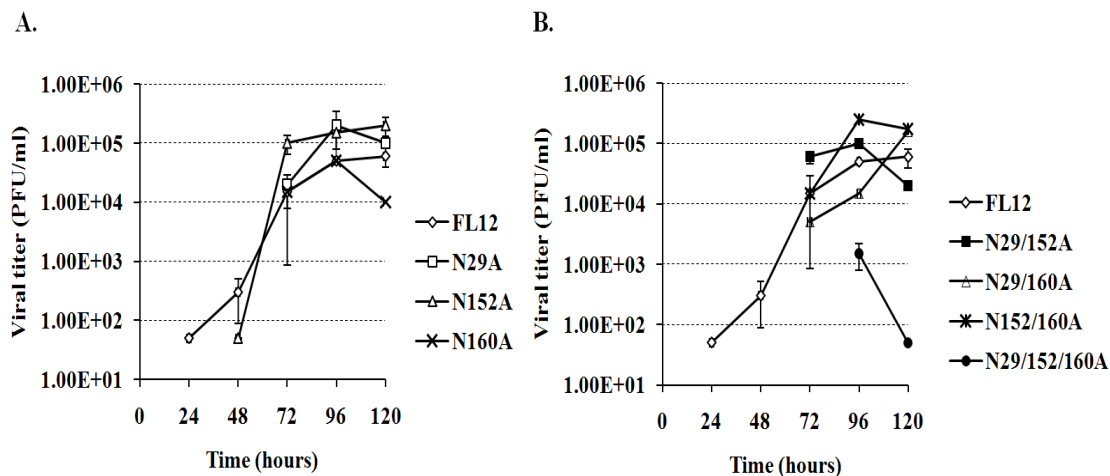 A.
1.00E+06
1.00E+05
1.00E+04
1.00E+03
1.00E+02
1.00E+01
Viral titer (PFU/ml)
0 24 48 72 96 120
Time (hours)
FL12
N29A
N152A
N160A
B.
1.00E+06
1.00E+05
1.00E+04
1.00E+03
1.00E+02
1.00E+01
Viral titer (PFU/ml)
0 24 48 72 96 120
Time (hours)
FL12
N29/152A
N29/160A
N152/160A
N29/152/160A